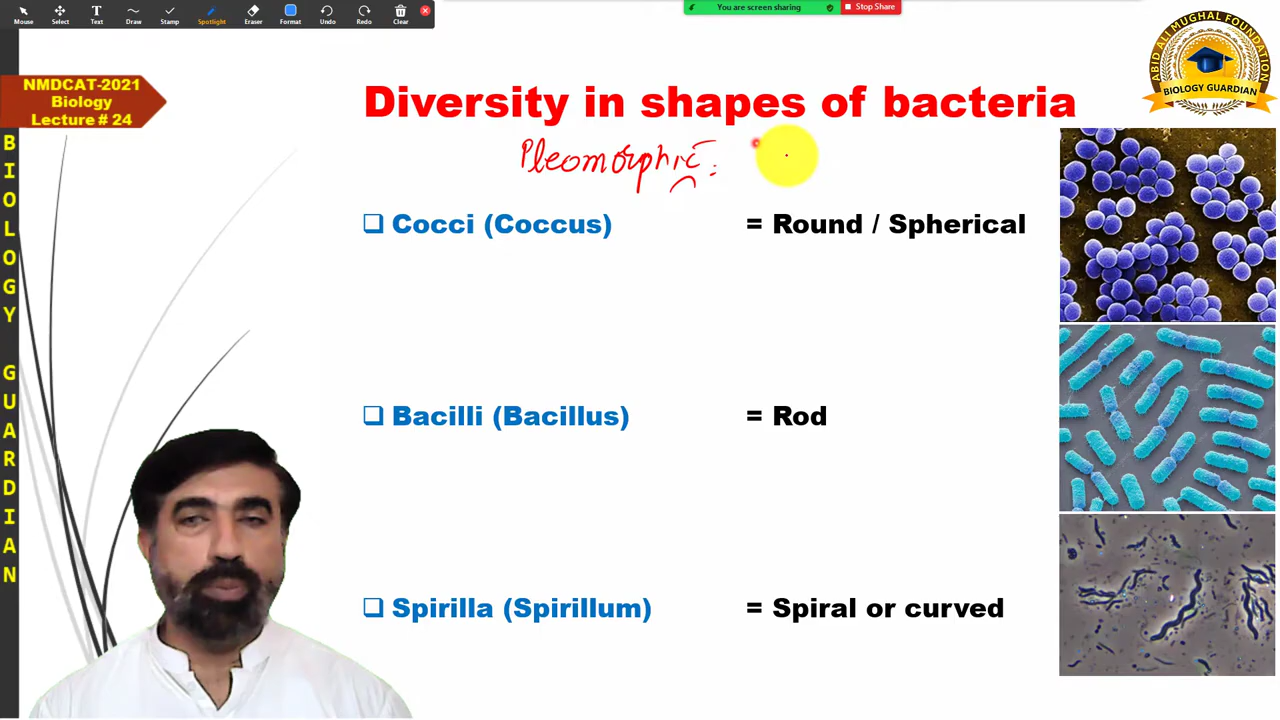 Mouse Select Text Draw Stamp Spotlight Eraser Format Undo Redo Clear
You are screen sharing Stop Share
NMDCAT-2021
Biology
Lecture # 24
BIOLOGY GUARDIAN
ABID ALI MUGHAL FOUNDATION
BIOLOGY GUARDIAN
Diversity in shapes of bacteria
Pleomorphic:
Cocci (Coccus) = Round / Spherical
Bacilli (Bacillus) = Rod
Spirilla (Spirillum) = Spiral or curved